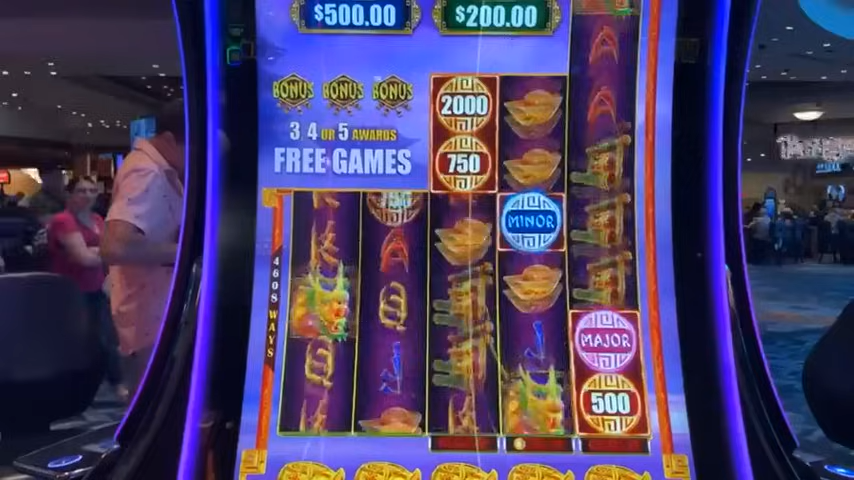 $500.00
$200.00
BONUS BONUS BONUS
3 4 OR 5 AWARDS
FREE GAMES
2000
750
MINOR
4608 WAYS
MAJOR
500